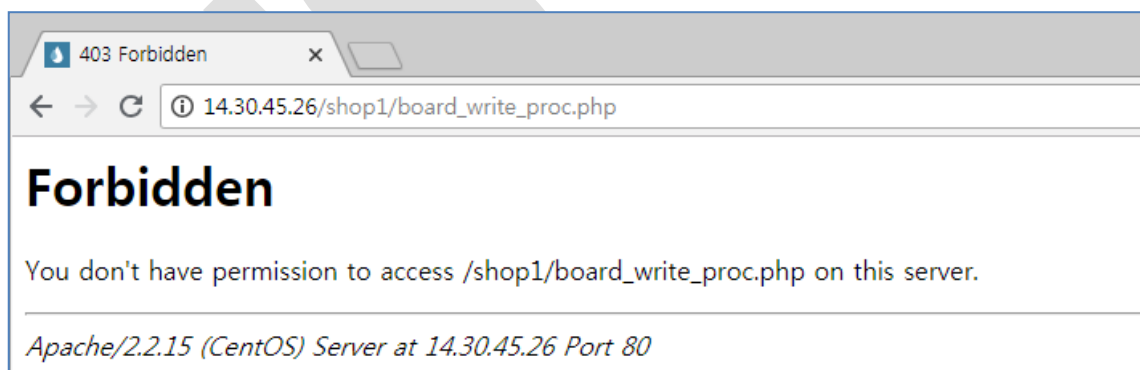 403 Forbidden
14.30.45.26/shop1/board_write_proc.php
Forbidden
You don't have permission to access /shop1/board_write_proc.php on this server.
Apache/2.2.15 (CentOS) Server at 14.30.45.26 Port 80